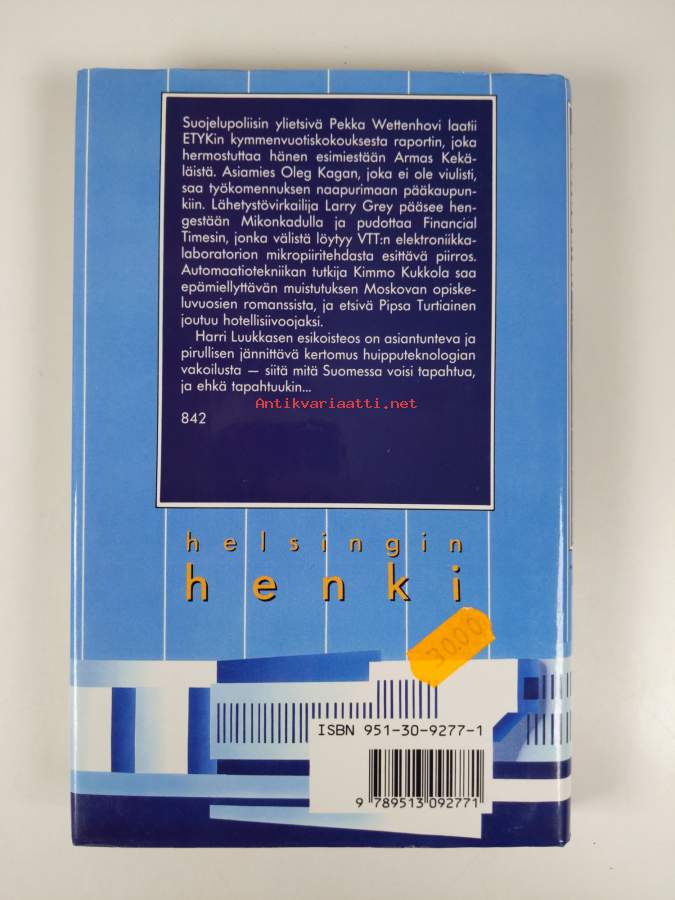 Suojelupoliisin ylietsivä Pekka Wettenhovi laatii
ETYKin kymmenvuotiskokouksesta raportin, joka
hermostuttaa hänen esimiestään Armas Kekä-
läistä. Asiamies Oleg Kagan, joka ei ole viulisti,
saa työkomennuksen naapurimaan pääkaupun-
kiin. Lähetystövirkailija Larry Grey pääsee hen-
gestään Mikonkadulla ja pudottaa Financial
Timesin, jonka välistä löytyy VTT:n elektroniikka-
laboratorion mikropiiritehdasta esittävä piirros.
Automaatiotekniikan tutkija Kimmo Kukkola saa
epämiellyttävän muistutuksen Moskovan opiske-
luvuosien romanssista, ja etsivä Pipsa Turtiainen
joutuu hotellisiivoojaksi.
Harri Luukkasen esikoisteos on asiantunteva ja
pirullisen jännittävä kertomus huipputeknologian
vakoilusta — siitä mitä Suomessa voisi tapahtua,
ja ehkä tapahtuukin...
Antikvariaatti.net
842
helsingin
henki
30.00
ISBN 951-30-9277-1
9 789513 092771